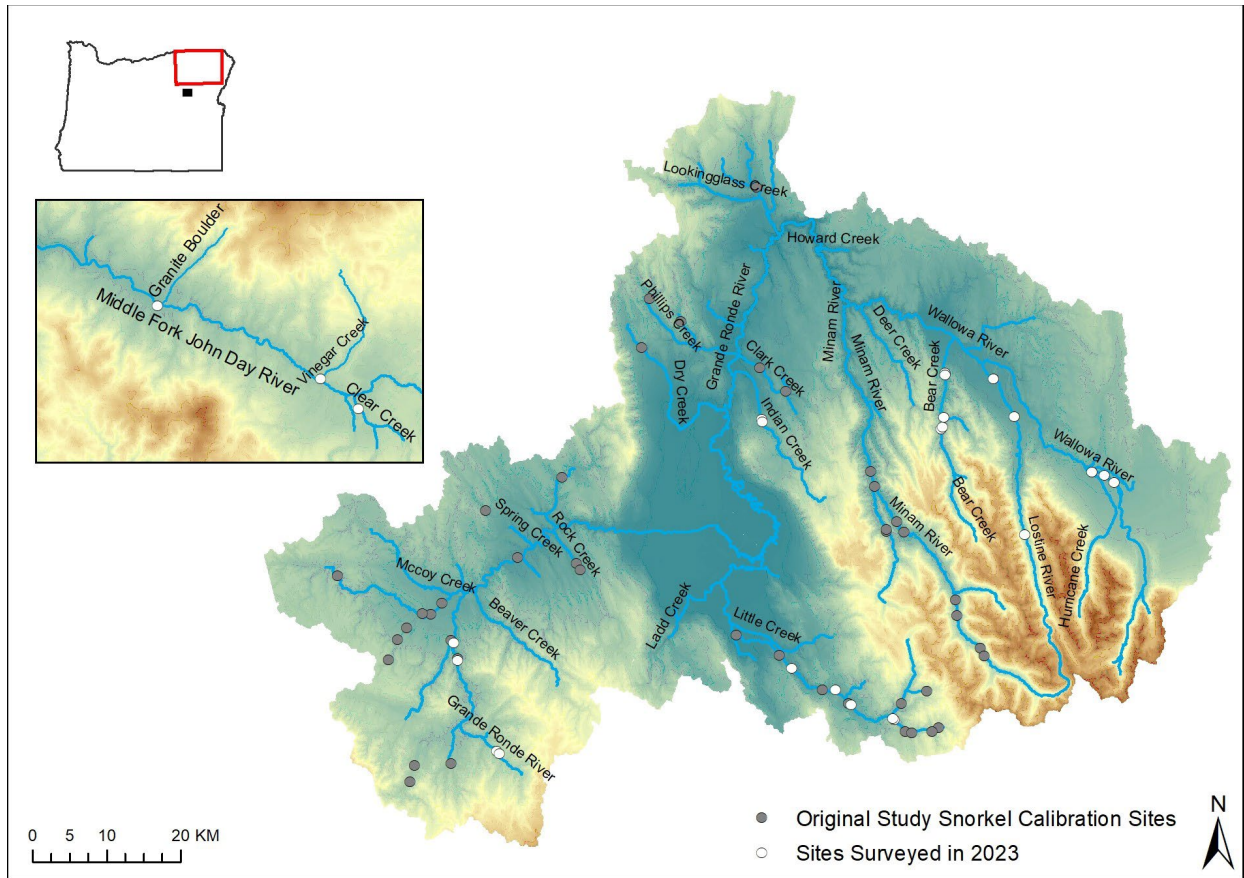 Granite Boulder
Middle Fork John Day River
Vinegar Creek
Clear Creek
Lookingglass Creek
Howard Creek
Phillips Creek
Grande Ronde River
Minam River
Wallowa River
Deer Creek
Clark Creek
Minam River
Bear Creek
Dry Creek
Indian Creek
Wallowa River
Bear Creek
Spring Creek
Rock Creek
Minam River
Lostine River
Hurricane Creek
Mccoy Creek
Beaver Creek
Ladd Creek
Little Creek
Grande Ronde River
0 5 10 20 KM
Original Study Snorkel Calibration Sites
Sites Surveyed in 2023
N